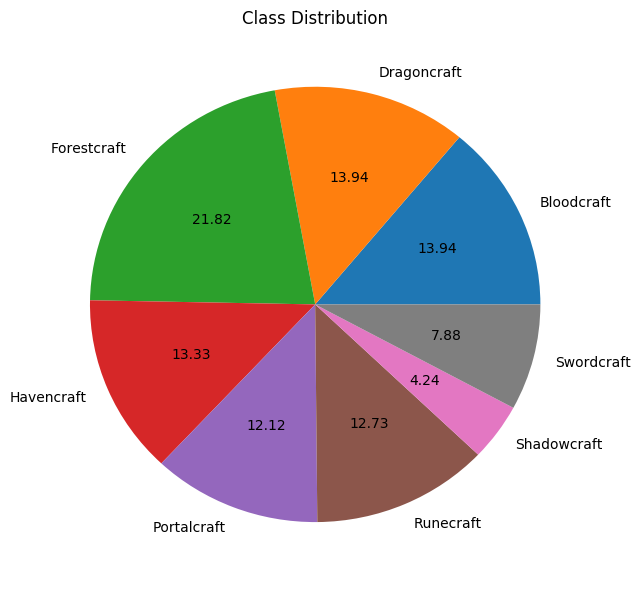 Class Distribution
Dragoncraft
Forestcraft
13.94
Bloodcraft
21.82
13.94
7.88
13.33
Swordcraft
4.24
Havencraft
12.12
12.73
Shadowcraft
Portalcraft
Runecraft